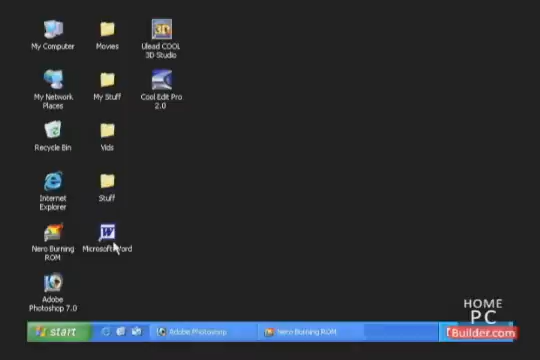 My Computer
Movies
Ulead COOL
3D Studio
My Network
Places
My Stuff
Cool Edit Pro
2.0
Recycle Bin
Vids
Internet
Explorer
Stuff
Nero Burning
ROM
Microsoft Word
Adobe
Photoshop 7.0
HOME
PC
Builder.com
start
Adobe Photoshop
Nero Burning ROM